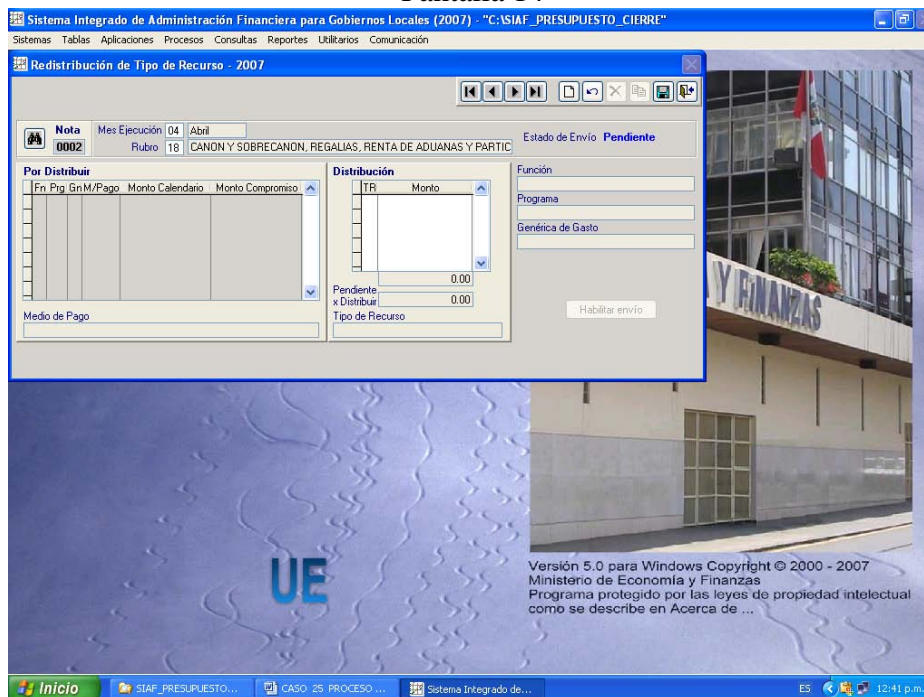 Sistema Integrado de Administración Financiera para Gobiernos Locales (2007) - "C:\SIAF_PRESUPUESTO_CIERRE"
Sistemas Tablas Aplicaciones Procesos Consultas Reportes Utilitarios Comunicación
Redistribución de Tipo de Recurso - 2007
Nota
0002
Mes Ejecución 04 Abril
Rubro 18 CANON Y SOBRECANON, REGALIAS, RENTA DE ADUANAS Y PARTIC
Estado de Envío Pendiente
Por Distribuir
Fn Prg Gn M/Pago Monto Calendario Monto Compromiso
Medio de Pago
Distribución
TR Monto
0.00
Pendiente
x Distribuir 0.00
Tipo de Recurso
Función
Programa
Genérica de Gasto
Habilitar envío
Y FINANZAS
UE
Versión 5.0 para Windows Copyright © 2000 - 2007
Ministerio de Economía y Finanzas
Programa protegido por las leyes de propiedad intelectual
como se describe en Acerca de ...
Inicio
SIAF_PRESUPUESTO...
CASO 25 PROCESO ...
Sistema Integrado de...
ES
12:41 p.m.